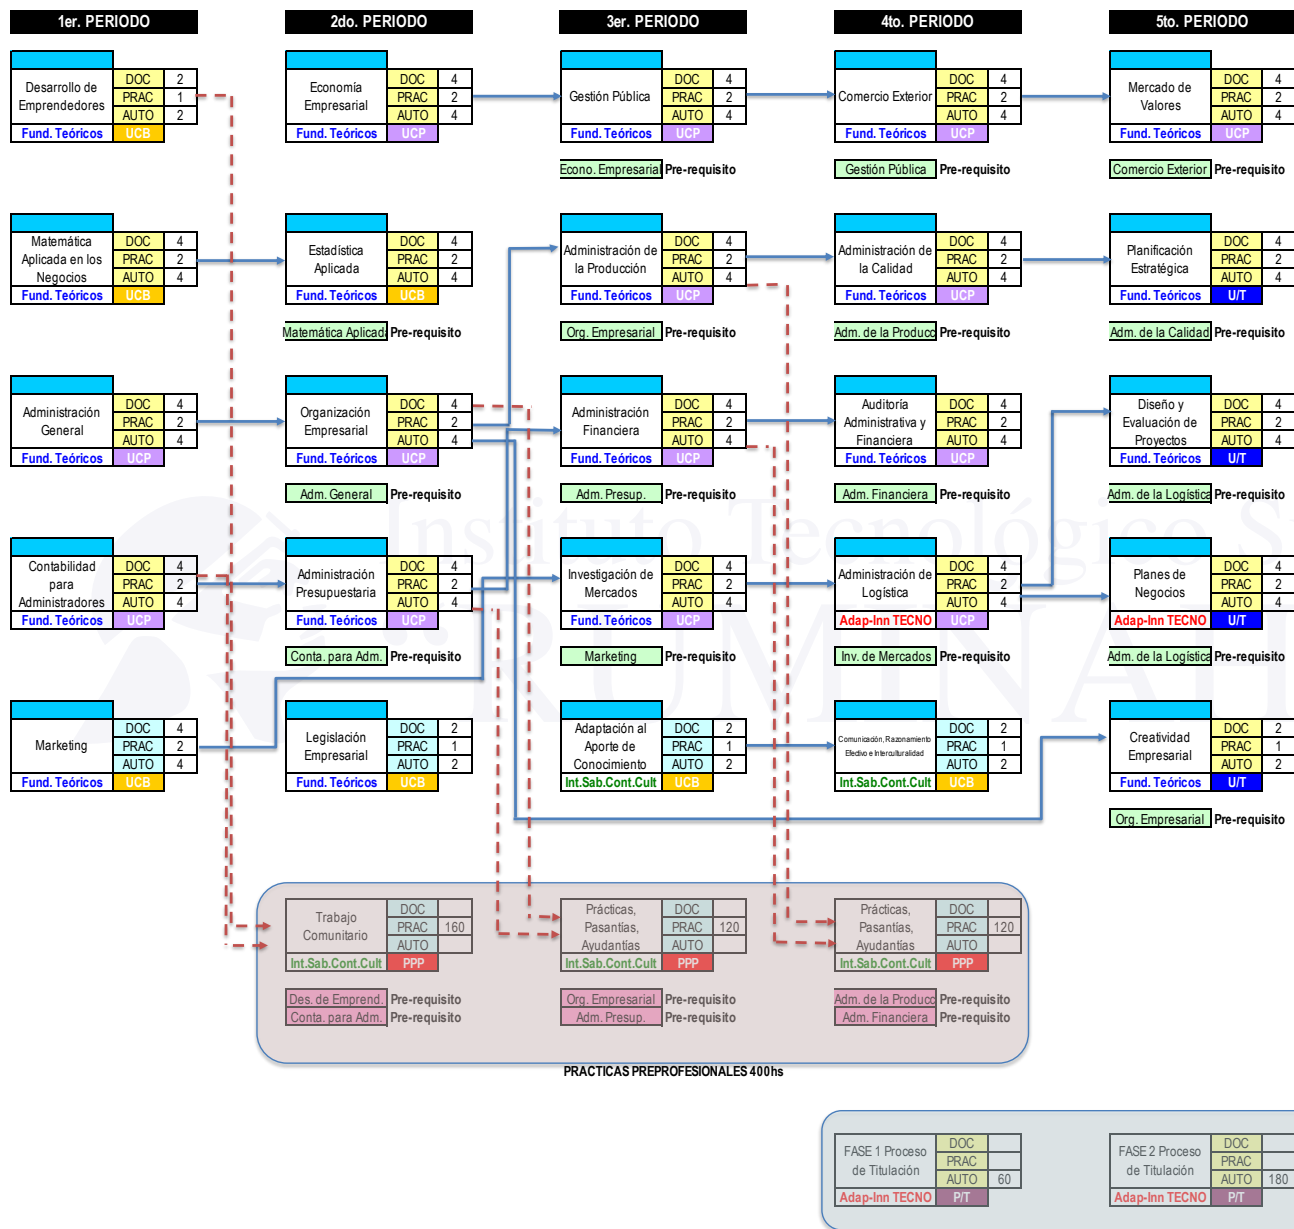 1er. PERIODO
2do. PERIODO
3er. PERIODO
4to. PERIODO
5to. PERIODO
Desarrollo de Emprendedores DOC 2 PRAC 1 AUTO 2
Fund. Teóricos UCB
Economía Empresarial DOC 4 PRAC 2 AUTO 4
Fund. Teóricos UCP
Gestión Pública DOC 4 PRAC 2 AUTO 4
Fund. Teóricos UCP
Econo. Empresarial Pre-requisito
Comercio Exterior DOC 4 PRAC 2 AUTO 4
Fund. Teóricos UCP
Gestión Pública Pre-requisito
Mercado de Valores DOC 4 PRAC 2 AUTO 4
Fund. Teóricos UCP
Comercio Exterior Pre-requisito
Matemática Aplicada en los Negocios DOC 4 PRAC 2 AUTO 4
Fund. Teóricos UCB
Estadística Aplicada DOC 4 PRAC 2 AUTO 4
Fund. Teóricos UCB
Matemática Aplicada Pre-requisito
Administración de la Producción DOC 4 PRAC 2 AUTO 4
Fund. Teóricos UCP
Org. Empresarial Pre-requisito
Administración de la Calidad DOC 4 PRAC 2 AUTO 4
Fund. Teóricos UCP
Adm. de la Producc Pre-requisito
Planificación Estratégica DOC 4 PRAC 2 AUTO 4
Fund. Teóricos U/T
Adm. de la Calidad Pre-requisito
Administración General DOC 4 PRAC 2 AUTO 4
Fund. Teóricos UCP
Organización Empresarial DOC 4 PRAC 2 AUTO 4
Fund. Teóricos UCP
Adm. General Pre-requisito
Administración Financiera DOC 4 PRAC 2 AUTO 4
Fund. Teóricos UCP
Adm. Presup. Pre-requisito
Auditoría Administrativa y Financiera DOC 4 PRAC 2 AUTO 4
Fund. Teóricos UCP
Adm. Financiera Pre-requisito
Diseño y Evaluación de Proyectos DOC 4 PRAC 2 AUTO 4
Fund. Teóricos U/T
Adm. de la Logística Pre-requisito
Instituto Tecnológico Su
RUMIÑAH
Contabilidad para Administradores DOC 4 PRAC 2 AUTO 4
Fund. Teóricos UCP
Administración Presupuestaria DOC 4 PRAC 2 AUTO 4
Fund. Teóricos UCP
Conta. para Adm. Pre-requisito
Investigación de Mercados DOC 4 PRAC 2 AUTO 4
Fund. Teóricos UCP
Marketing Pre-requisito
Administración de Logística DOC 4 PRAC 2 AUTO 4
Adap-Inn TECNO UCP
Inv. de Mercados Pre-requisito
Planes de Negocios DOC 4 PRAC 2 AUTO 4
Adap-Inn TECNO U/T
Adm. de la Logística Pre-requisito
Marketing DOC 4 PRAC 2 AUTO 4
Fund. Teóricos UCB
Legislación Empresarial DOC 2 PRAC 1 AUTO 2
Fund. Teóricos UCB
Adaptación al Aporte de Conocimiento DOC 2 PRAC 1 AUTO 2
Int.Sab.Cont.Cult UCB
Comunicación, Razonamiento Efectivo e Interculturalidad DOC 2 PRAC 1 AUTO 2
Int.Sab.Cont.Cult UCB
Creatividad Empresarial DOC 2 PRAC 1 AUTO 2
Fund. Teóricos U/T
Org. Empresarial Pre-requisito
Trabajo Comunitario DOC PRAC 160 AUTO
Int.Sab.Cont.Cult PPP
Des. de Emprend. Pre-requisito
Conta. para Adm. Pre-requisito
Prácticas, Pasantías, Ayudantías DOC PRAC 120 AUTO
Int.Sab.Cont.Cult PPP
Org. Empresarial Pre-requisito
Adm. Presup. Pre-requisito
Prácticas, Pasantías, Ayudantías DOC PRAC 120 AUTO
Int.Sab.Cont.Cult PPP
Adm. de la Producc Pre-requisito
Adm. Financiera Pre-requisito
PRACTICAS PREPROFESIONALES 400hs
FASE 1 Proceso de Titulación DOC PRAC AUTO 60
Adap-Inn TECNO P/T
FASE 2 Proceso de Titulación DOC PRAC AUTO 180
Adap-Inn TECNO P/T